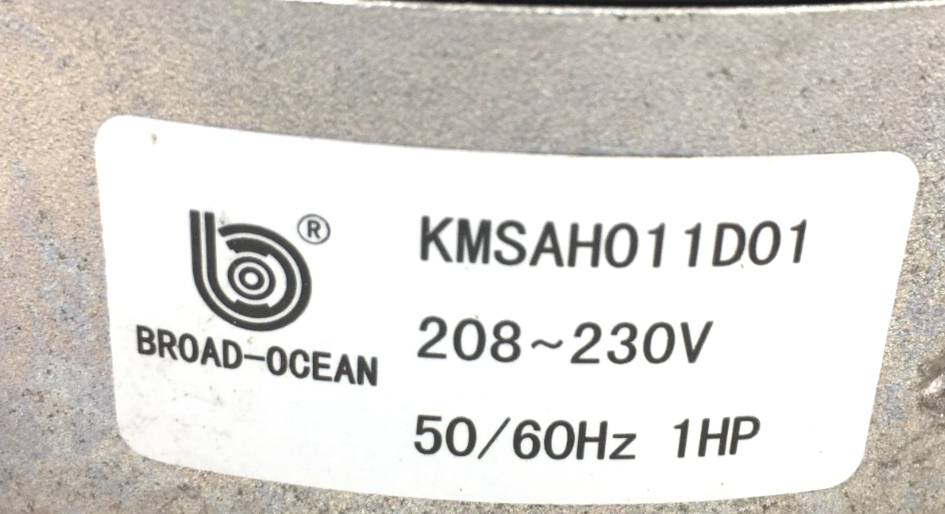 ®
BROAD-OCEAN
KMSAH011D01
208~230V
50/60Hz 1HP